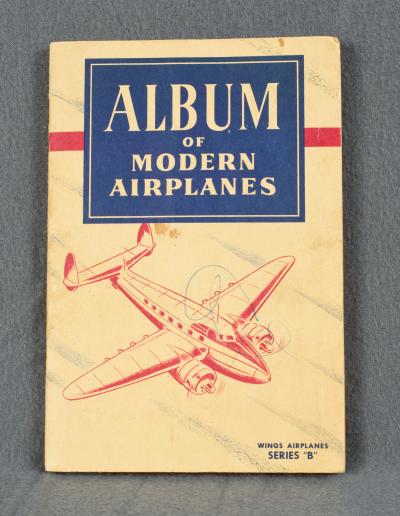 ALBUM
OF
MODERN
AIRPLANES
WINGS AIRPLANES
SERIES "B"